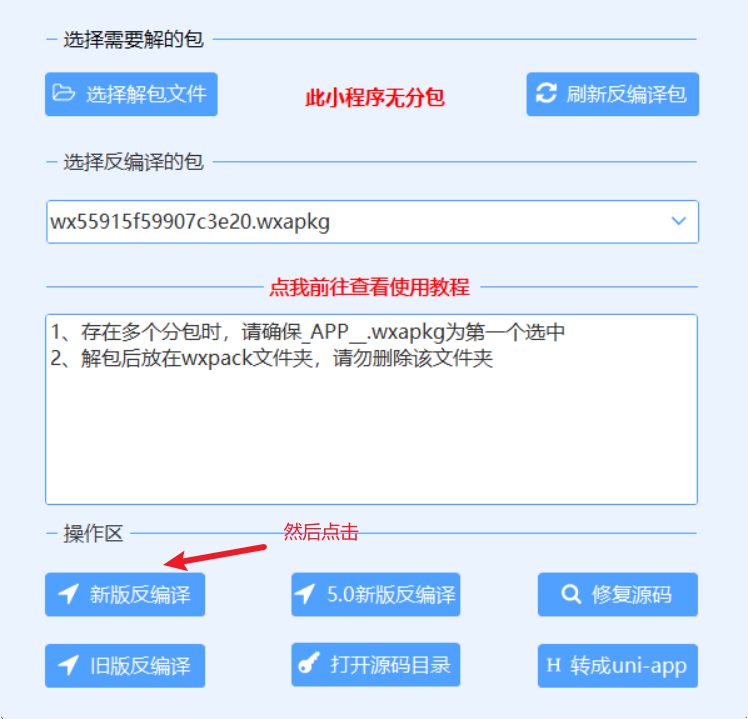 选择需要解的包
选择解包文件
此小程序无分包
刷新反编译包
选择反编译的包
wx55915f59907c3e20.wxapkg
点我前往查看使用教程
1、存在多个分包时，请确保_APP__.wxapkg为第一个选中
2、解包后放在wxpack文件夹，请勿删除该文件夹
操作区
然后点击
新版反编译
5.0新版反编译
修复源码
旧版反编译
打开源码目录
H 转成uni-app